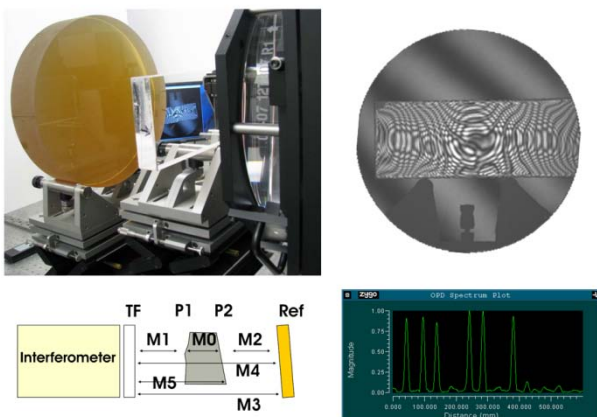 TF P1 P2 Ref
M1 M0 M2
Interferometer
M4
M5
M3
zygo OPD Spectrum Plot
Magnitude
1.00
0.75
0.50
0.25
0.00
0.000 100.000 200.000 300.000 400.000 500.000
Distance (mm)